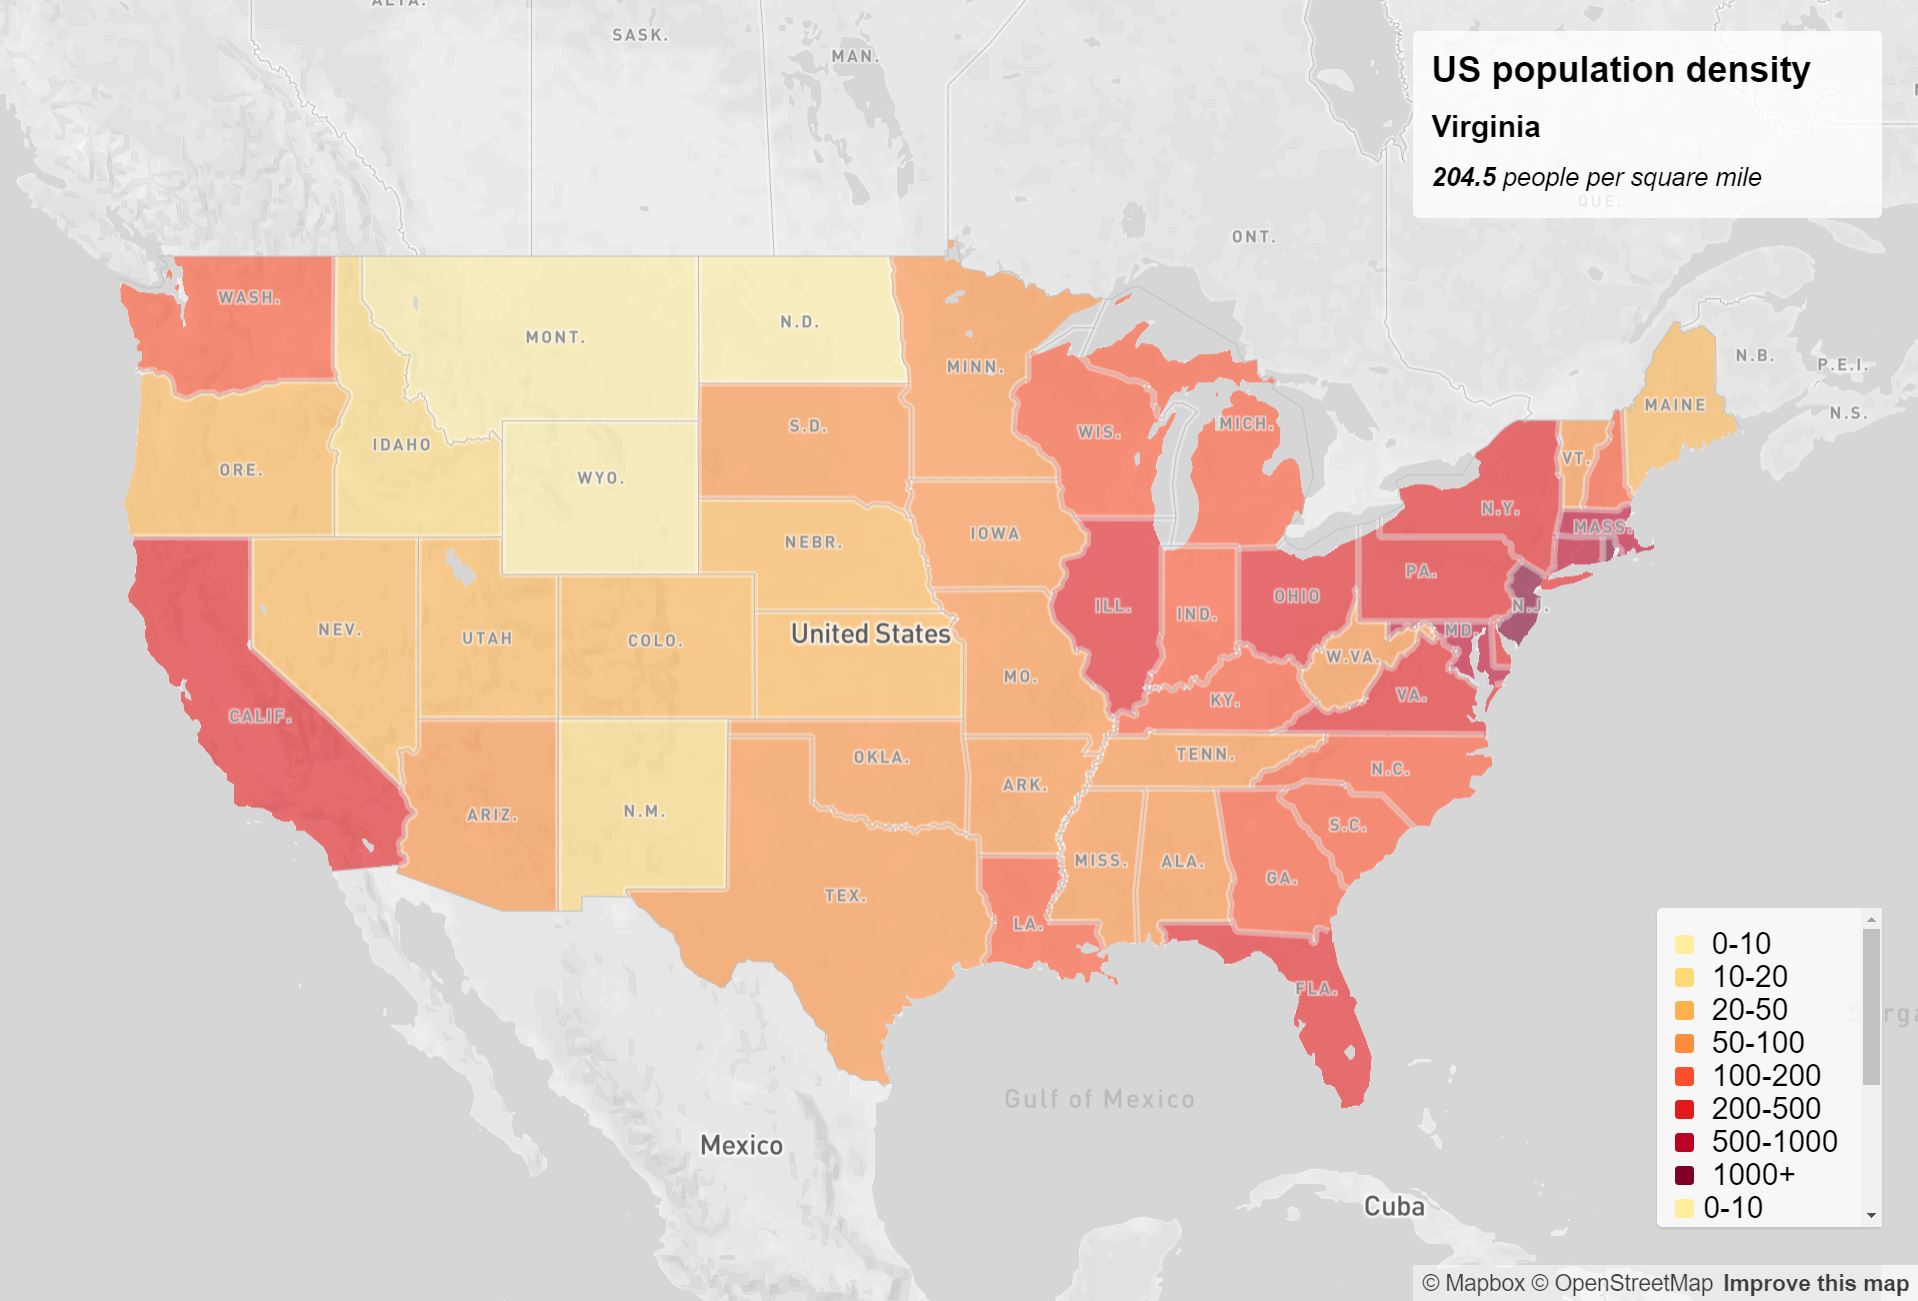 ALTA.
SASK.
MAN.
US population density
Virginia
204.5 people per square mile
QUE.
ONT.
WASH.
MONT.
N.D.
MINN.
N.B.
P.E.I.
MAINE
N.S.
S.D.
WIS.
MICH.
IDAHO
ORE.
WYO.
VT.
N.Y.
MASS.
IOWA
NEBR.
PA.
OHIO
ILL.
IND.
N.J.
NEV.
UTAH
COLO.
United States
MD
W.VA.
MO.
KY.
VA.
CALIF.
OKLA.
TENN.
N.C.
ARK.
ARIZ.
N.M.
S.C.
MISS.
ALA.
GA.
TEX.
LA.
FLA.
Gulf of Mexico
Mexico
Cuba
0-10
10-20
20-50
50-100
100-200
200-500
500-1000
1000+
0-10
© Mapbox © OpenStreetMap Improve this map